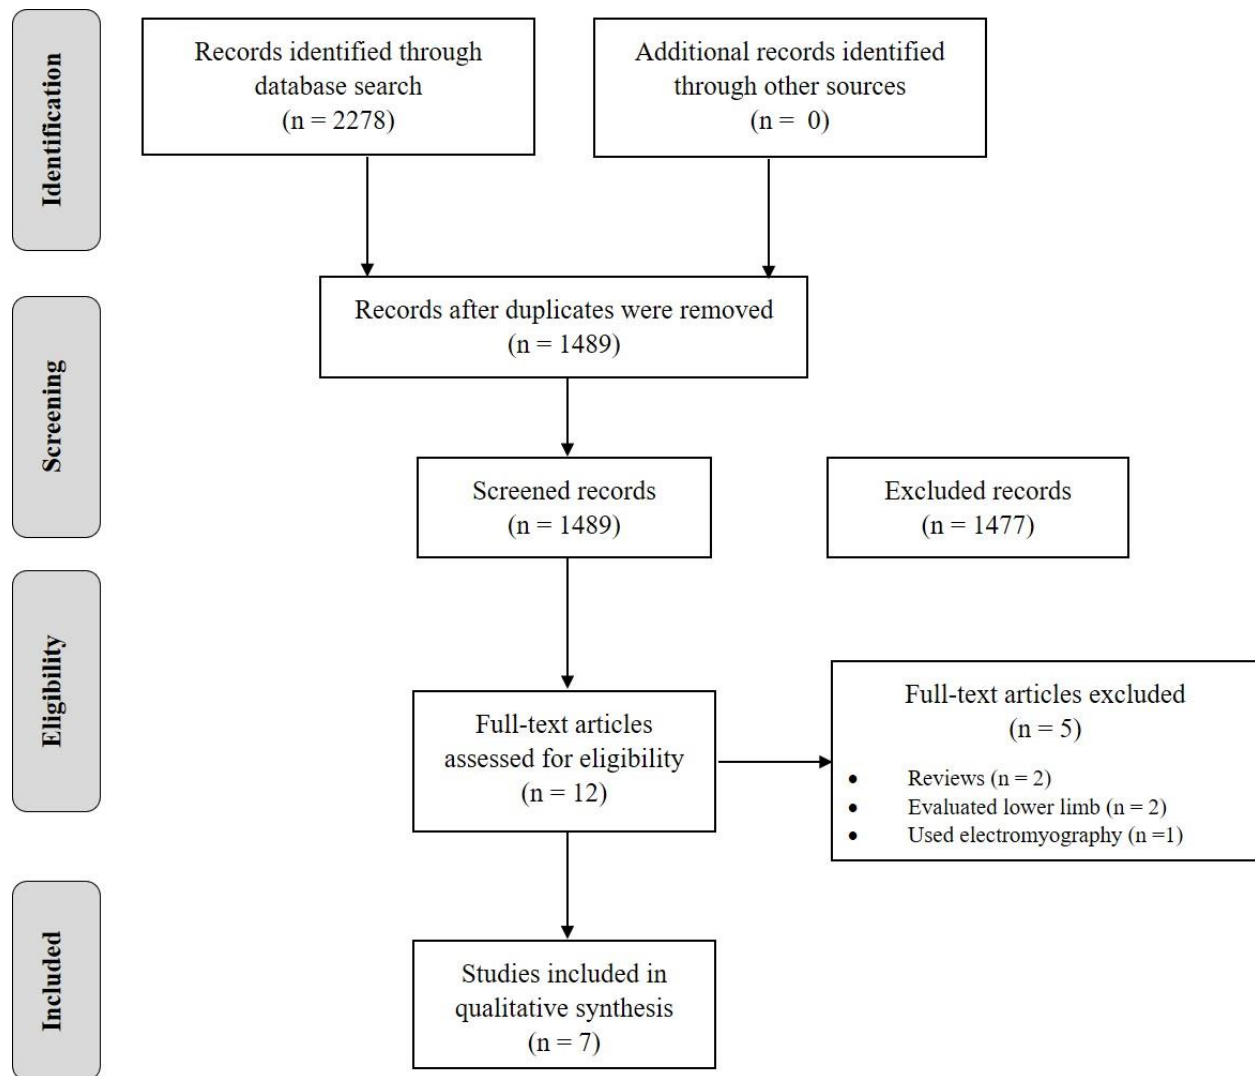 Identification
Records identified through
database search
(n = 2278)
Additional records identified
through other sources
(n =  0)
Records after duplicates were removed
(n = 1489)
Screening
Screened records
(n = 1489)
Excluded records
(n = 1477)
Eligibility
Full-text articles
assessed for eligibility
(n = 12)
Full-text articles excluded
(n = 5)
• Reviews (n = 2)
• Evaluated lower limb (n = 2)
• Used electromyography (n =1)
Included
Studies included in
qualitative synthesis
(n = 7)